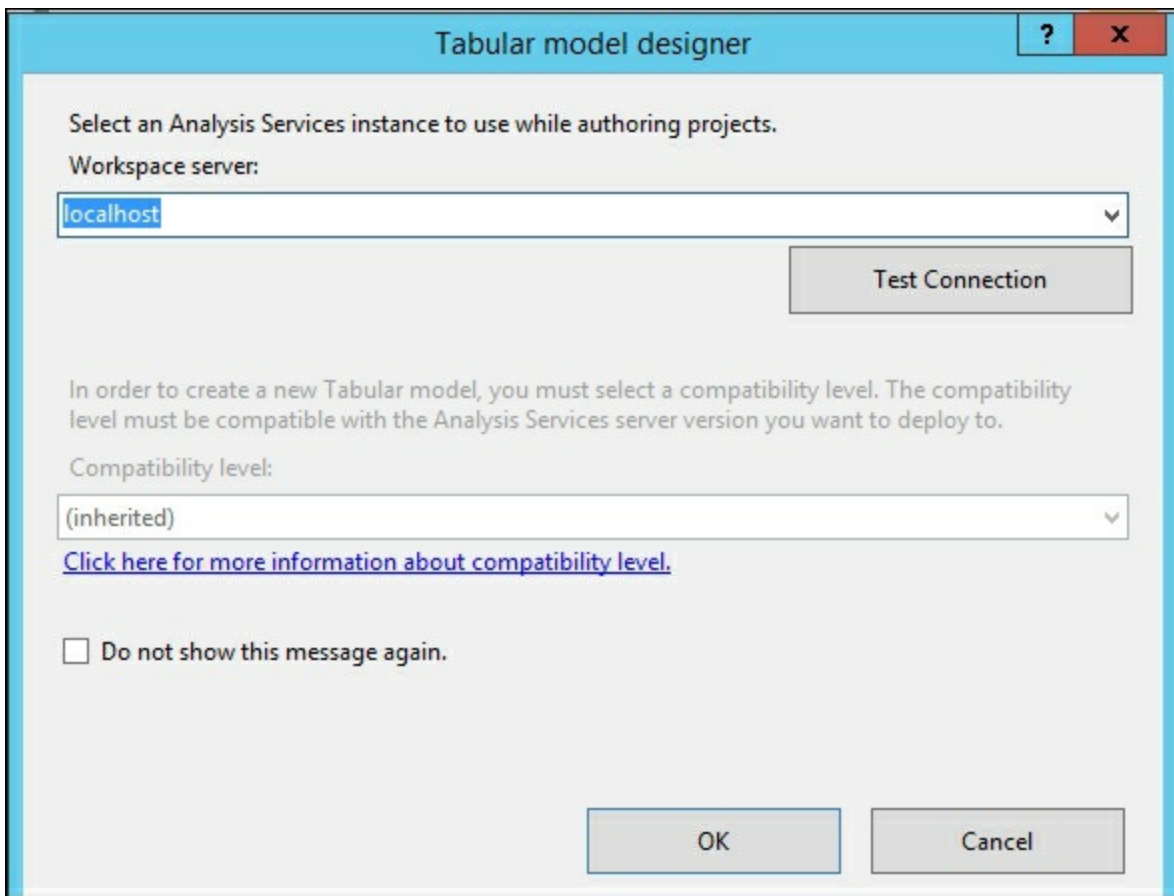 Tabular model designer
?
x
Select an Analysis Services instance to use while authoring projects.
Workspace server:
localhost
Test Connection
In order to create a new Tabular model, you must select a compatibility level. The compatibility
level must be compatible with the Analysis Services server version you want to deploy to.
Compatibility level:
(inherited)
Click here for more information about compatibility level.
Do not show this message again.
OK
Cancel